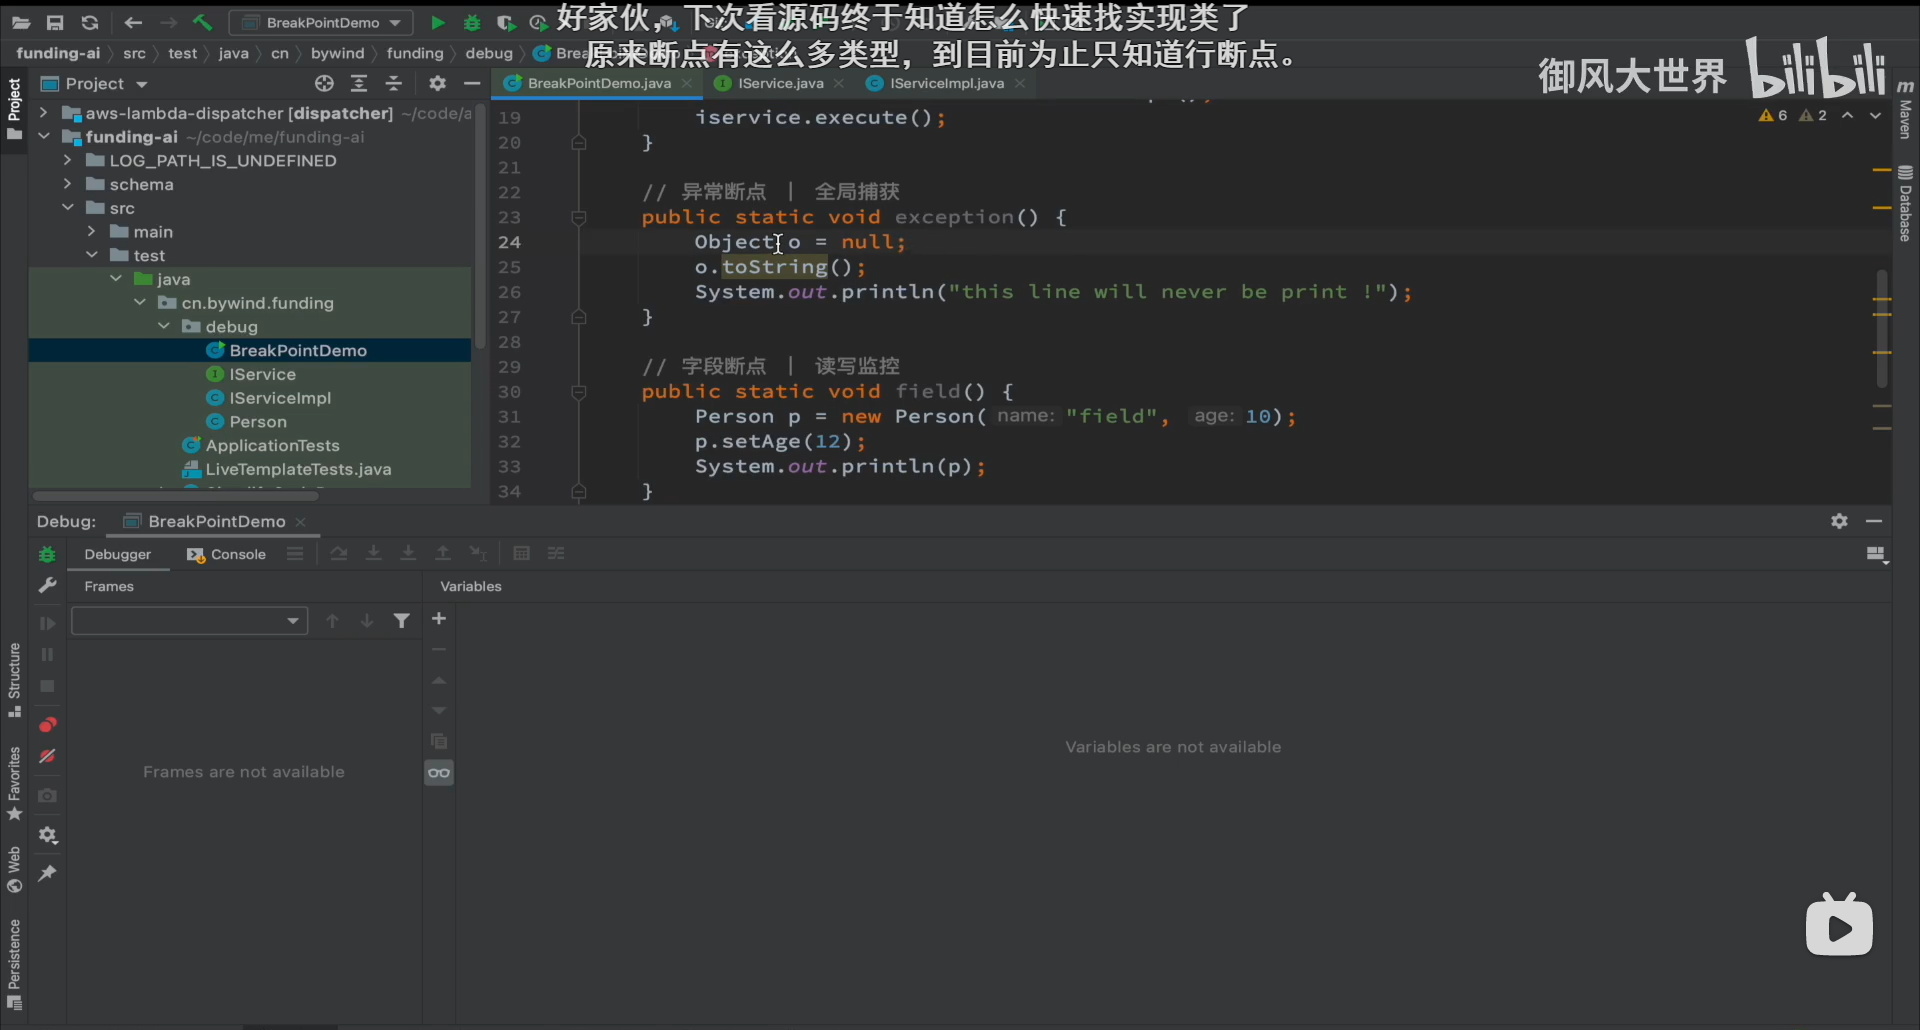 BreakPointDemo
好家伙，下次看源码终于知道怎么快速找实现类了
funding-ai
src
test
java
cn
bywind
funding
debug
原来断点有这么多类型，到目前为止只知道行断点。
御风大世界
bilibili
Project
BreakPointDemo.java
IService.java
IServiceImpl.java
aws-lambda-dispatcher [dispatcher] ~/code/a
funding-ai ~/code/me/funding-ai
LOG_PATH_IS_UNDEFINED
schema
src
main
test
java
cn.bywind.funding
debug
BreakPointDemo
IService
IServiceImpl
Person
ApplicationTests
LiveTemplateTests.java
19 iservice.execute();
20 }
21
22 // 异常断点 | 全局捕获
23 public static void exception() {
24 Object o = null;
25 o.toString();
26 System.out.println("this line will never be print !");
27 }
28
29 // 字段断点 | 读写监控
30 public static void field() {
31 Person p = new Person( name: "field", age: 10);
32 p.setAge(12);
33 System.out.println(p);
34 }
6 2
Debug: BreakPointDemo
Debugger
Console
Frames
Variables
Frames are not available
Variables are not available
Project
Structure
Favorites
Web
Persistence
m
Maven
Database